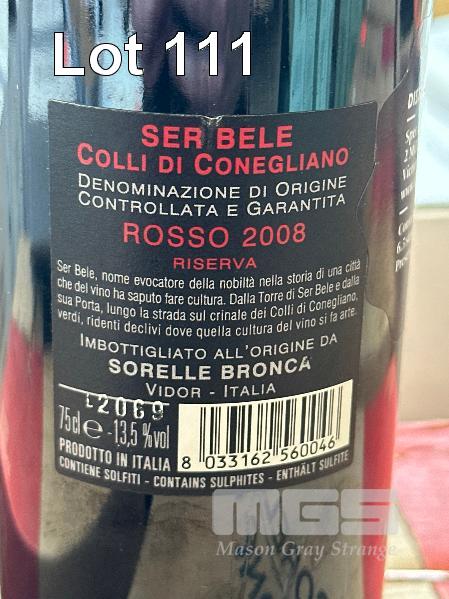 Lot 111
SER BELE
COLLI DI CONEGLIANO
DENOMINAZIONE DI ORIGINE
CONTROLLATA E GARANTITA
ROSSO 2008
RISERVA
Ser Bele, nome evocatore della nobiltà nella storia di una città
che del vino ha saputo fare cultura. Dalla Torre di Ser Bele e dalla
sua Porta, lungo la strada sul crinale dei Colli di Conegliano,
verdi, ridenti declivi dove quella cultura del vino si fa arte.
IMBOTTIGLIATO ALL'ORIGINE DA
SORELLE BRONCA
VIDOR - ITALIA
L2069
75cl e -13,5 %vol
PRODOTTO IN ITALIA
8 033162 560046
CONTIENE SOLFITI - CONTAINS SULPHITES - ENTHÄLT SULFITE
MGS
Mason Gray Strange